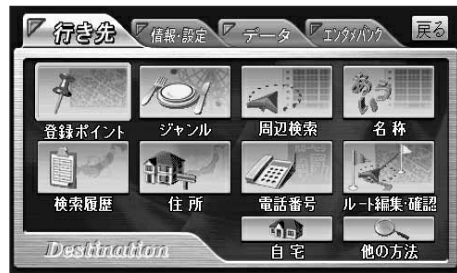 行き先 情報・設定 データ エンタメバンク 戻る
登録ポイント ジャンル 周辺検索 名称
検索履歴 住所 電話番号 ルート編集・確認
Destination 自宅 他の方法